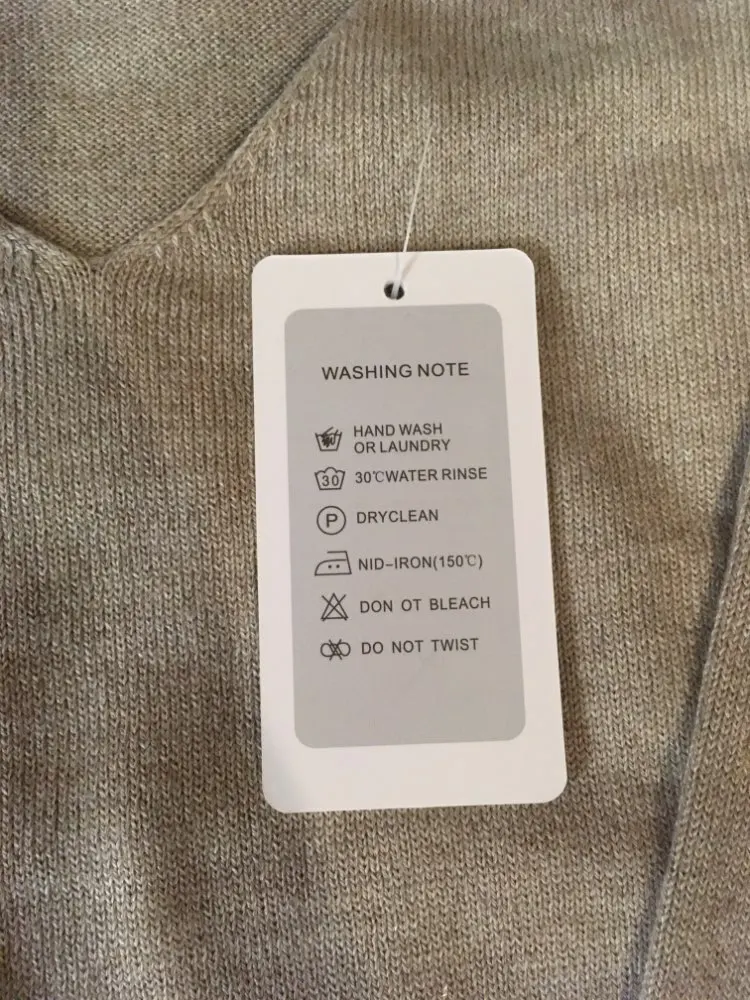 WASHING NOTE
HAND WASH
OR LAUNDRY
30 30℃WATER RINSE
P DRYCLEAN
NID-IRON(150℃)
DON OT BLEACH
DO NOT TWIST